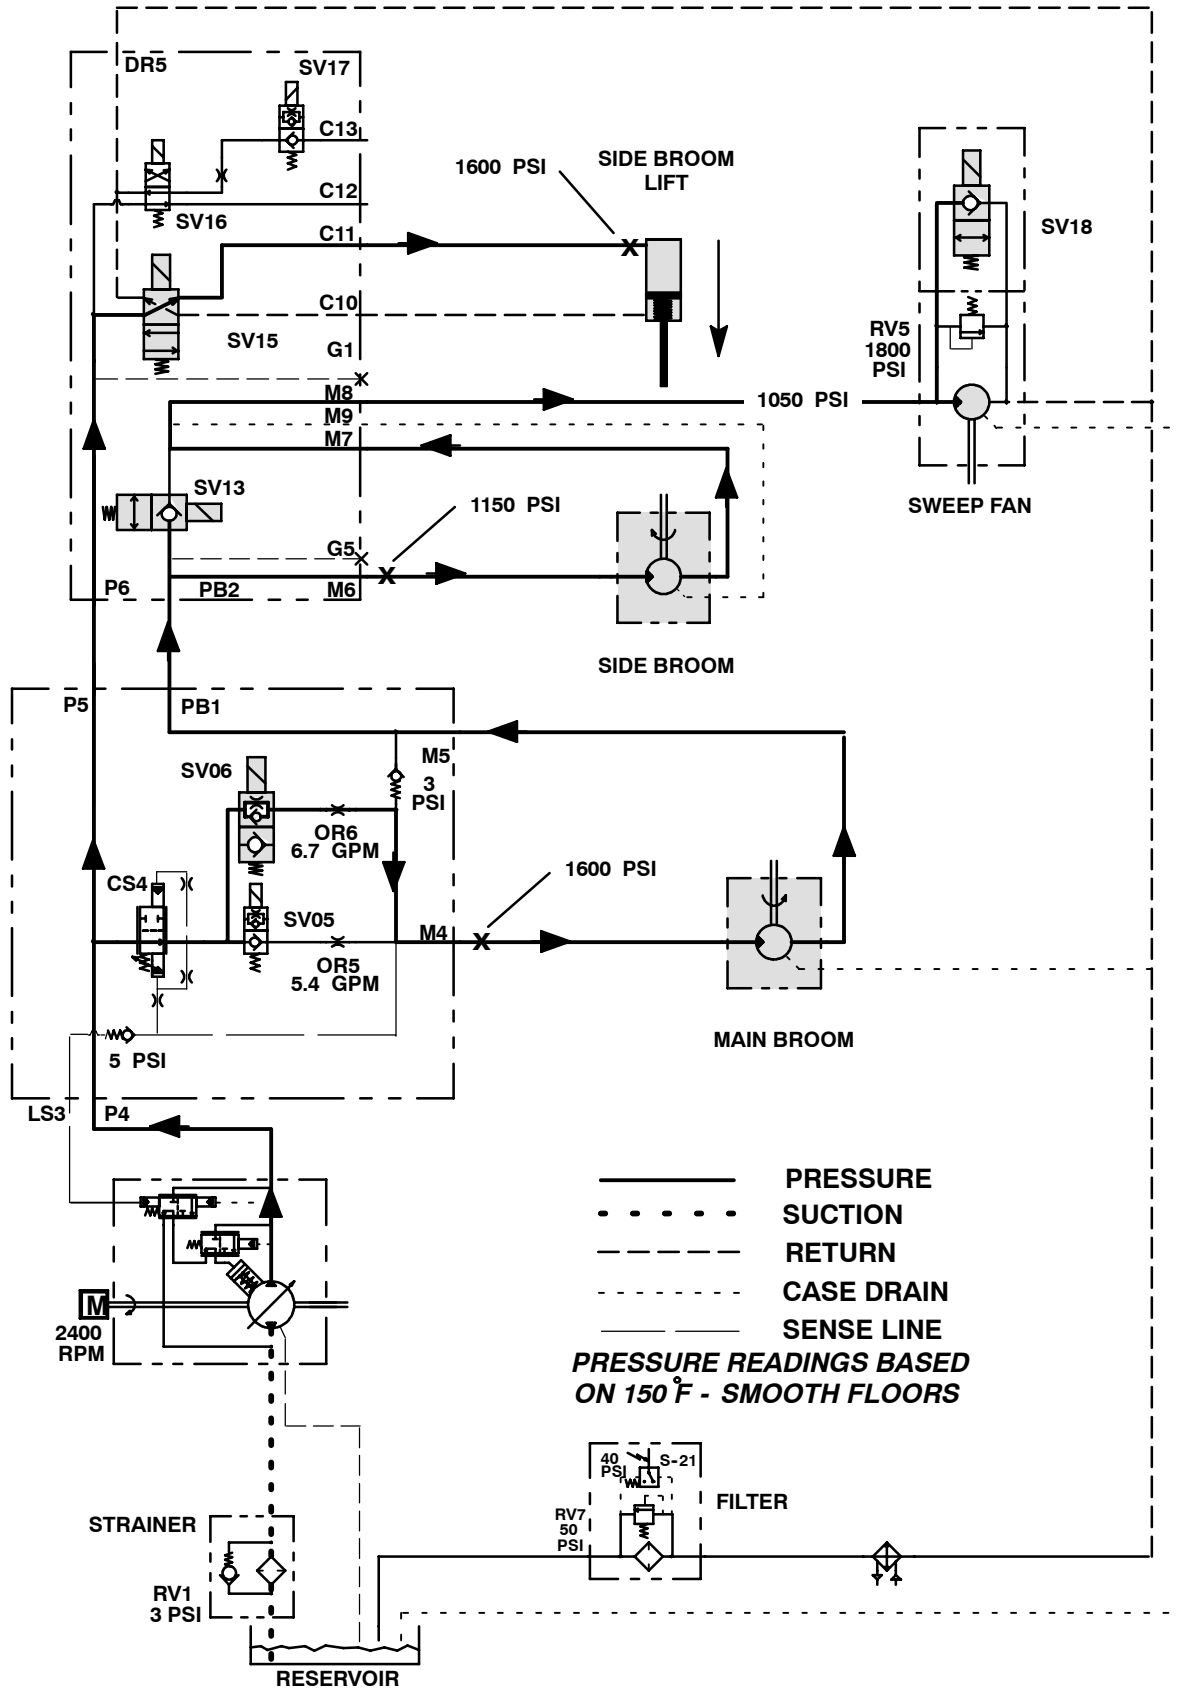 DR5
SV17
C13
1600 PSI
SIDE BROOM
LIFT
C12
SV16
SV18
C11
C10
SV15
G1
RV5
1800
PSI
M8
1050 PSI
M9
M7
SV13
1150 PSI
SWEEP FAN
G5
P6
PB2
M6
SIDE BROOM
P5
PB1
M5
3
PSI
SV06
OR6
6.7 GPM
1600 PSI
CS4
SV05
M4
OR5
5.4 GPM
MAIN BROOM
5 PSI
LS3
P4
PRESSURE
SUCTION
RETURN
CASE DRAIN
SENSE LINE
M
2400
RPM
PRESSURE READINGS BASED
ON 150°F - SMOOTH FLOORS
40
PSI
S-21
FILTER
RV7
50
PSI
STRAINER
RV1
3 PSI
RESERVOIR